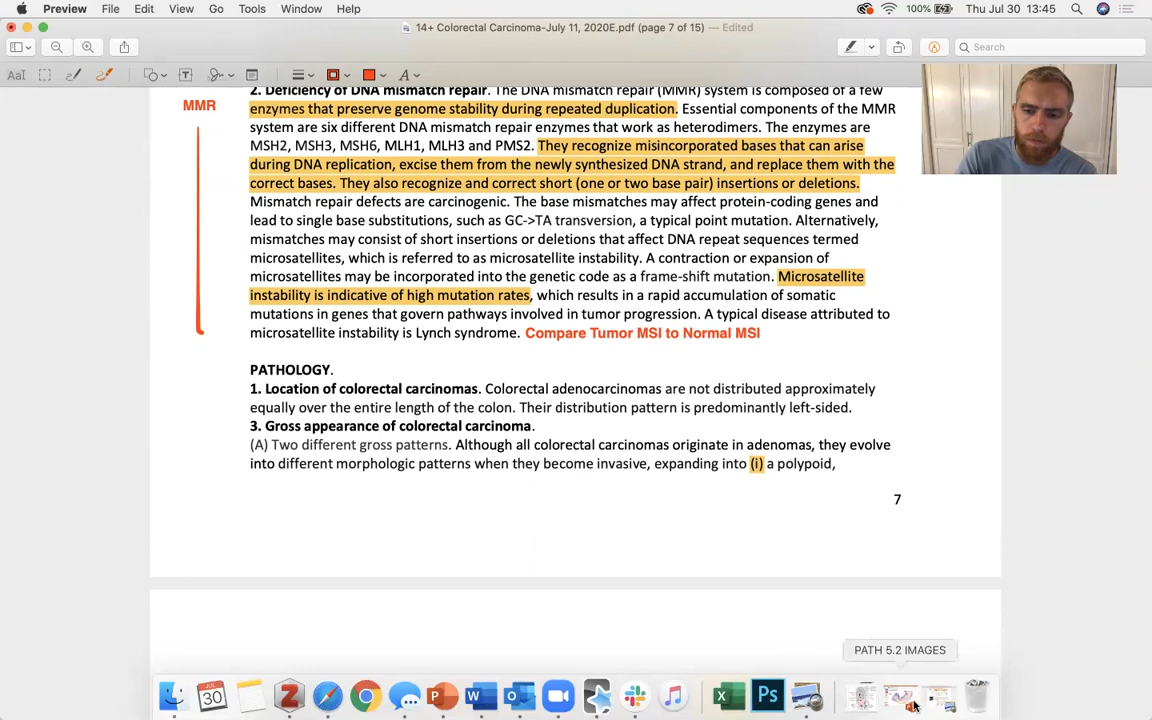 Preview File Edit View Go Tools Window Help 100% Thu Jul 30 13:45
14+ Colorectal Carcinoma-July 11, 2020E.pdf (page 7 of 15) — Edited
Search
AaI T A
2. Deficiency of DNA mismatch repair. The DNA mismatch repair (MMR) system is composed of a few
MMR
enzymes that preserve genome stability during repeated duplication. Essential components of the MMR
system are six different DNA mismatch repair enzymes that work as heterodimers. The enzymes are
MSH2, MSH3, MSH6, MLH1, MLH3 and PMS2. They recognize misincorporated bases that can arise
during DNA replication, excise them from the newly synthesized DNA strand, and replace them with the
correct bases. They also recognize and correct short (one or two base pair) insertions or deletions.
Mismatch repair defects are carcinogenic. The base mismatches may affect protein-coding genes and
lead to single base substitutions, such as GC->TA transversion, a typical point mutation. Alternatively,
mismatches may consist of short insertions or deletions that affect DNA repeat sequences termed
microsatellites, which is referred to as microsatellite instability. A contraction or expansion of
microsatellites may be incorporated into the genetic code as a frame-shift mutation. Microsatellite
instability is indicative of high mutation rates, which results in a rapid accumulation of somatic
mutations in genes that govern pathways involved in tumor progression. A typical disease attributed to
microsatellite instability is Lynch syndrome. Compare Tumor MSI to Normal MSI
PATHOLOGY.
1. Location of colorectal carcinomas. Colorectal adenocarcinomas are not distributed approximately
equally over the entire length of the colon. Their distribution pattern is predominantly left-sided.
3. Gross appearance of colorectal carcinoma.
(A) Two different gross patterns. Although all colorectal carcinomas originate in adenomas, they evolve
into different morphologic patterns when they become invasive, expanding into (i) a polypoid,
7
PATH 5.2 IMAGES
JUL
30
Z P W O X Ps